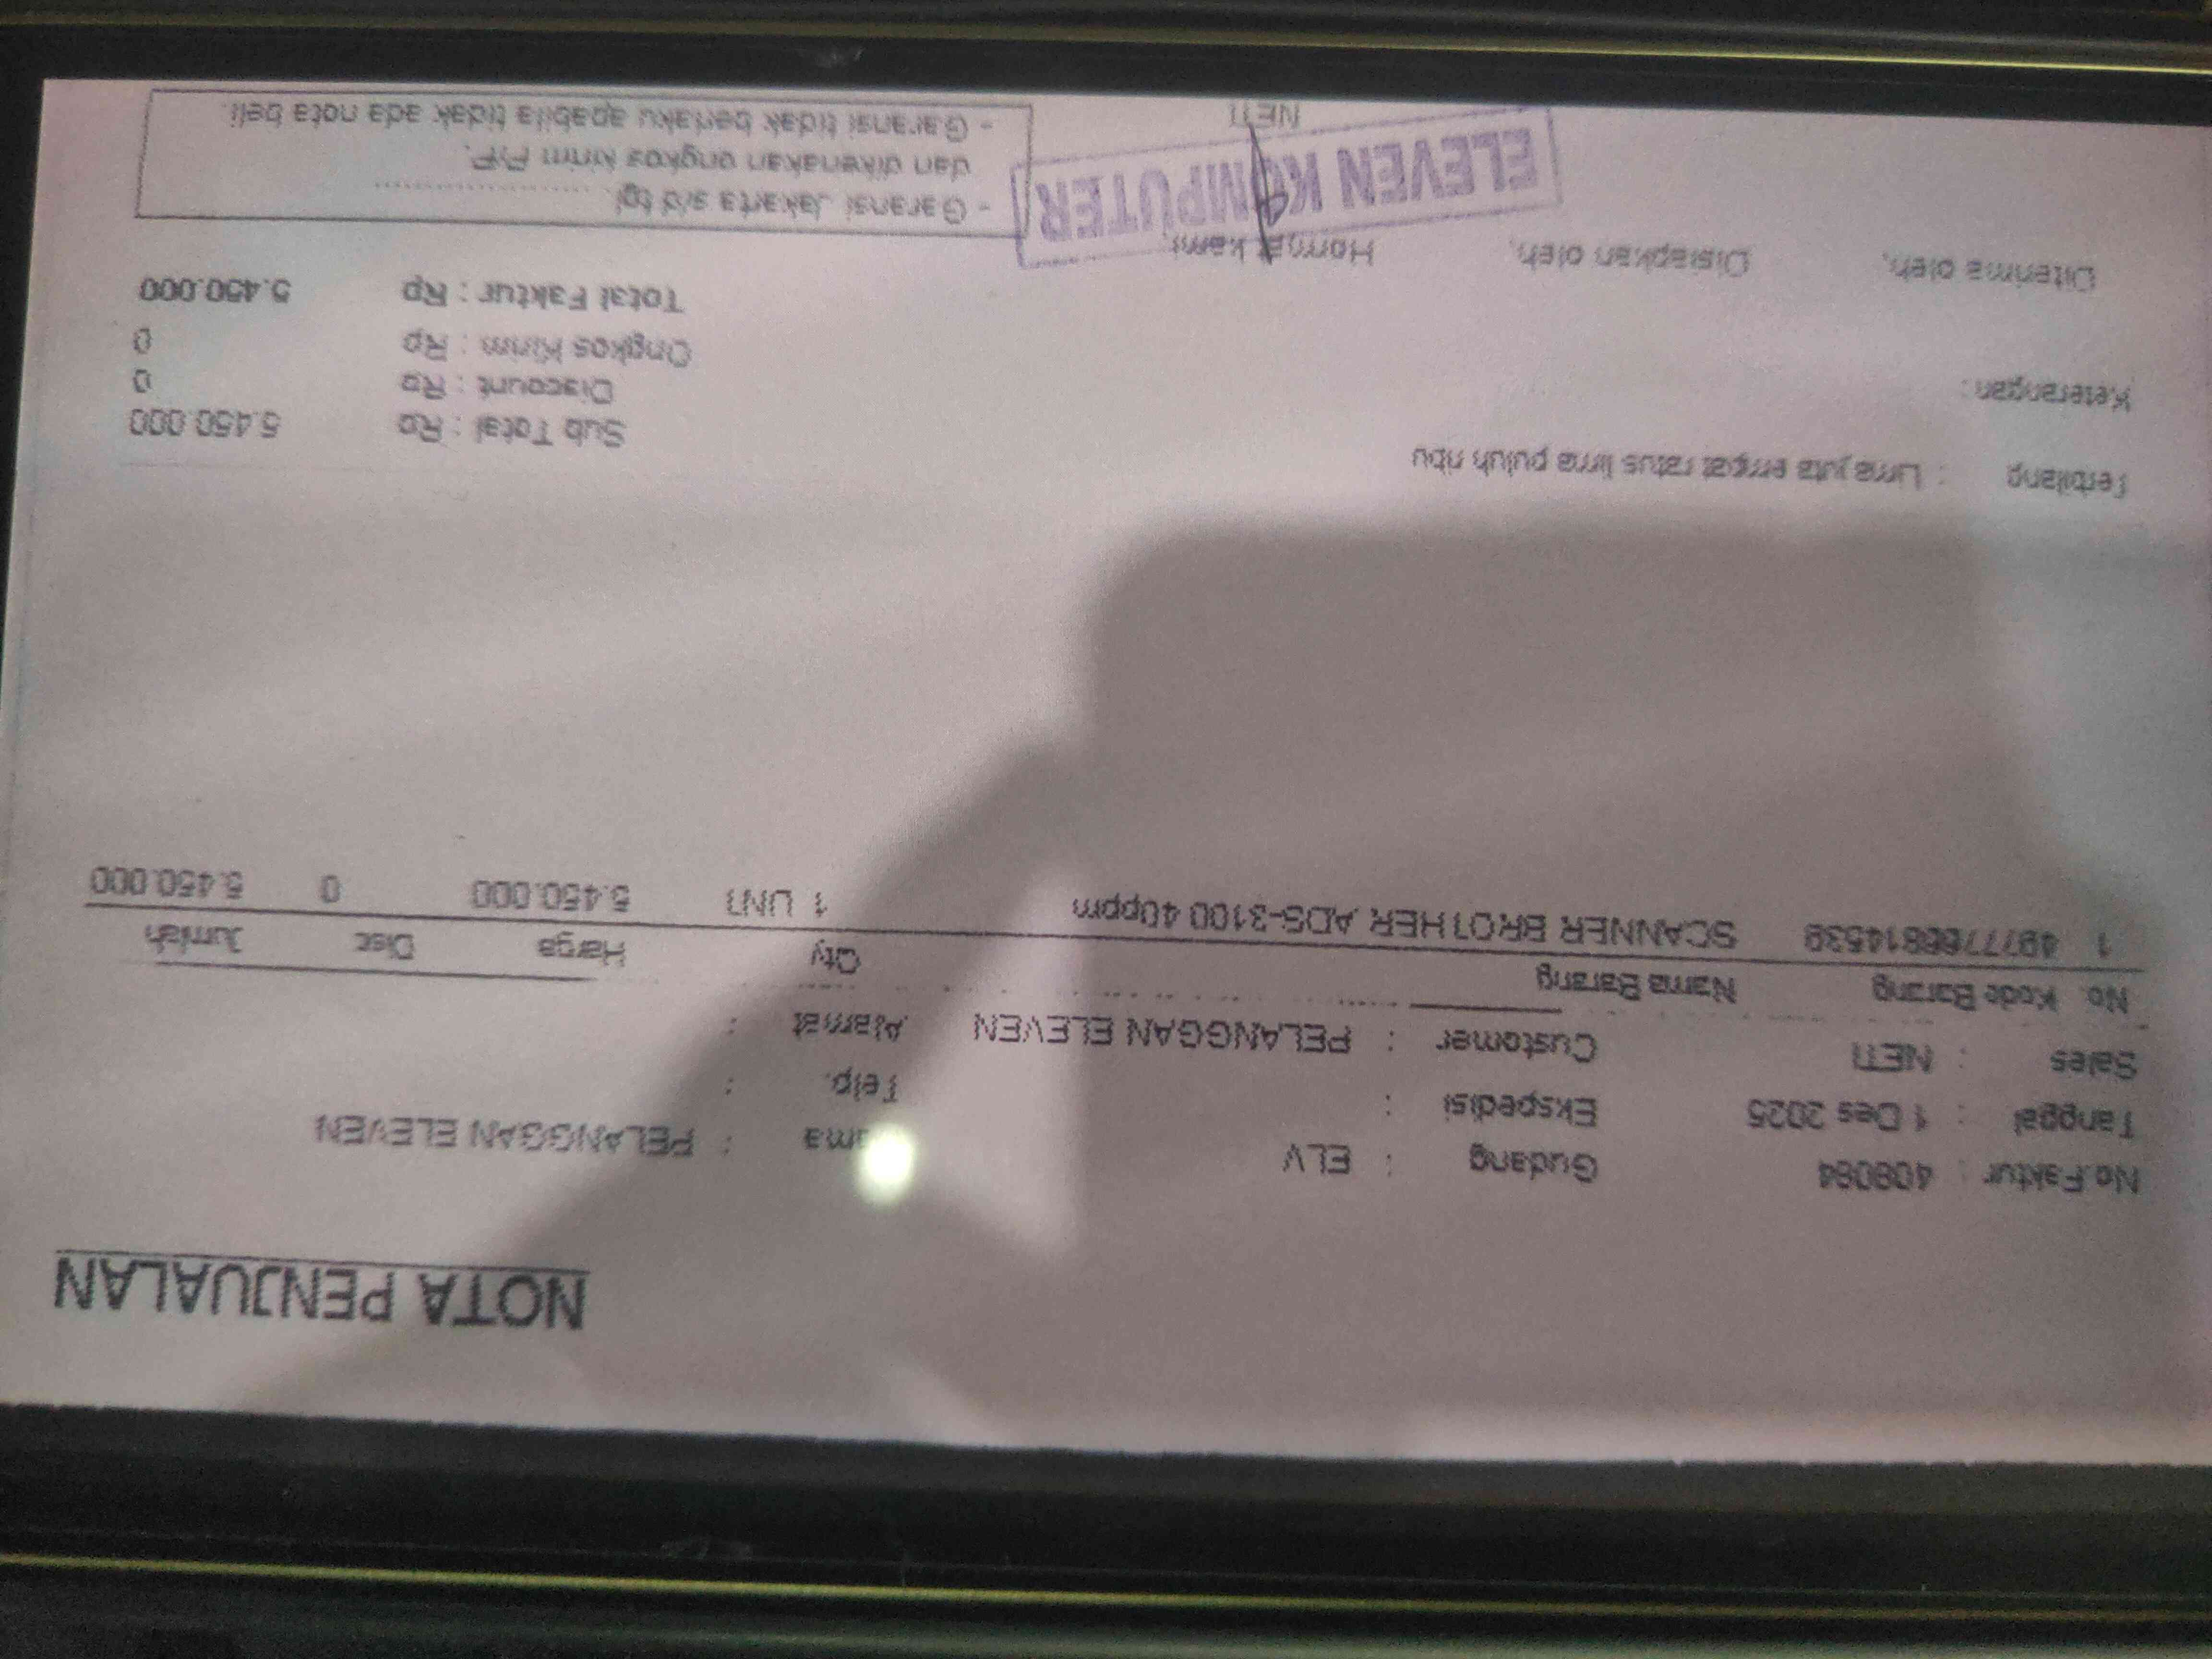 NOTA PENJUALAN
No.Faktur : 408084 Gudang : ELV : PELANGGAN ELEVEN
Tanggal : 1 Des 2025 Ekspedisi : Telp. :
Sales : NETI Customer : PELANGGAN ELEVEN Alamat :
No. Kode Barang Nama Barang Qty Harga Disc Jumlah
1 SCANNER BROTHER ADS-3100 40ppm 1 UNT 5.450.000 0 5.450.000
Terbilang : Lima juta empat ratus lima puluh ribu
Sub Total : Rp 5.450.000
Keterangan : Discount : Rp 0
Ongkos Kirim : Rp 0
Total Faktur : Rp 5.450.000
Diterima oleh, Disiapkan oleh, Hormat kami,
ELEVEN KOMPUTER
NETI
- Garansi Jakarta s/d tgl ....................
dan dikenakan ongkos kirim P/P.
- Garansi tidak berlaku apabila tidak ada nota beli.